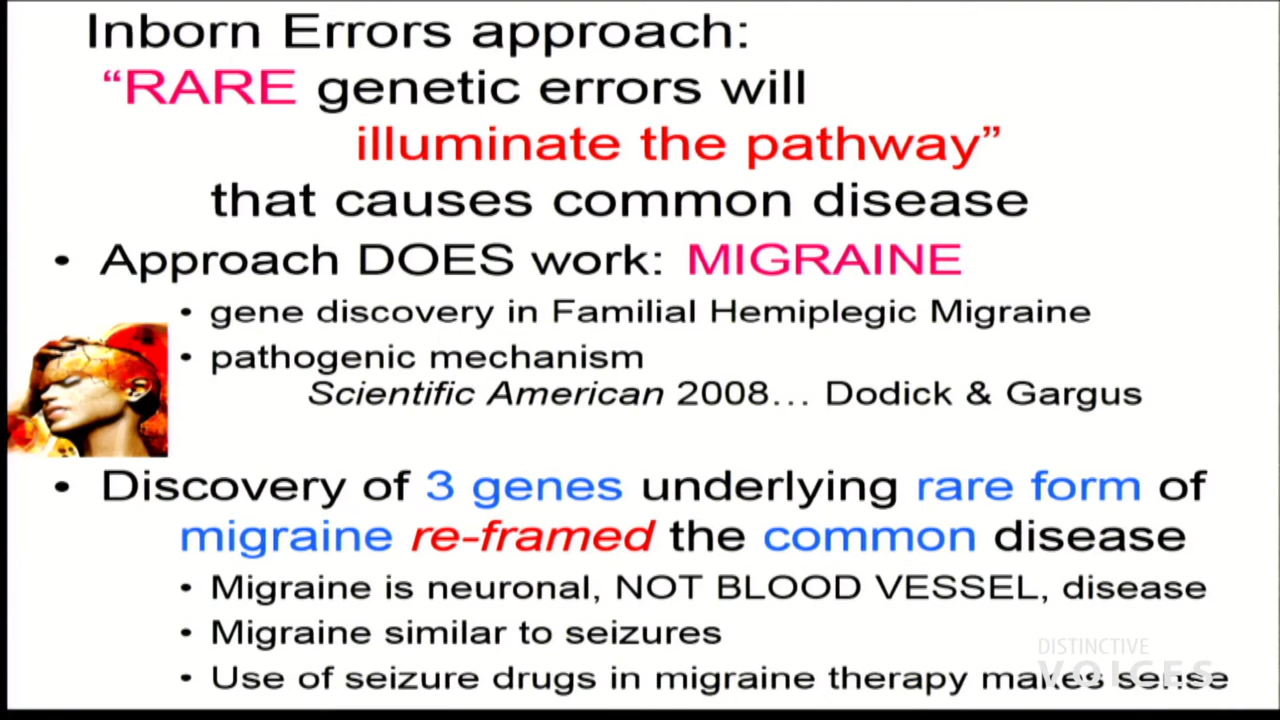 Inborn Errors approach:
“RARE genetic errors will
illuminate the pathway”
that causes common disease
• Approach DOES work: MIGRAINE
• gene discovery in Familial Hemiplegic Migraine
• pathogenic mechanism
Scientific American 2008... Dodick & Gargus
• Discovery of 3 genes underlying rare form of
migraine re-framed the common disease
• Migraine is neuronal, NOT BLOOD VESSEL, disease
• Migraine similar to seizures
• Use of seizure drugs in migraine therapy makes sense
DISTINCTIVE
VOICES